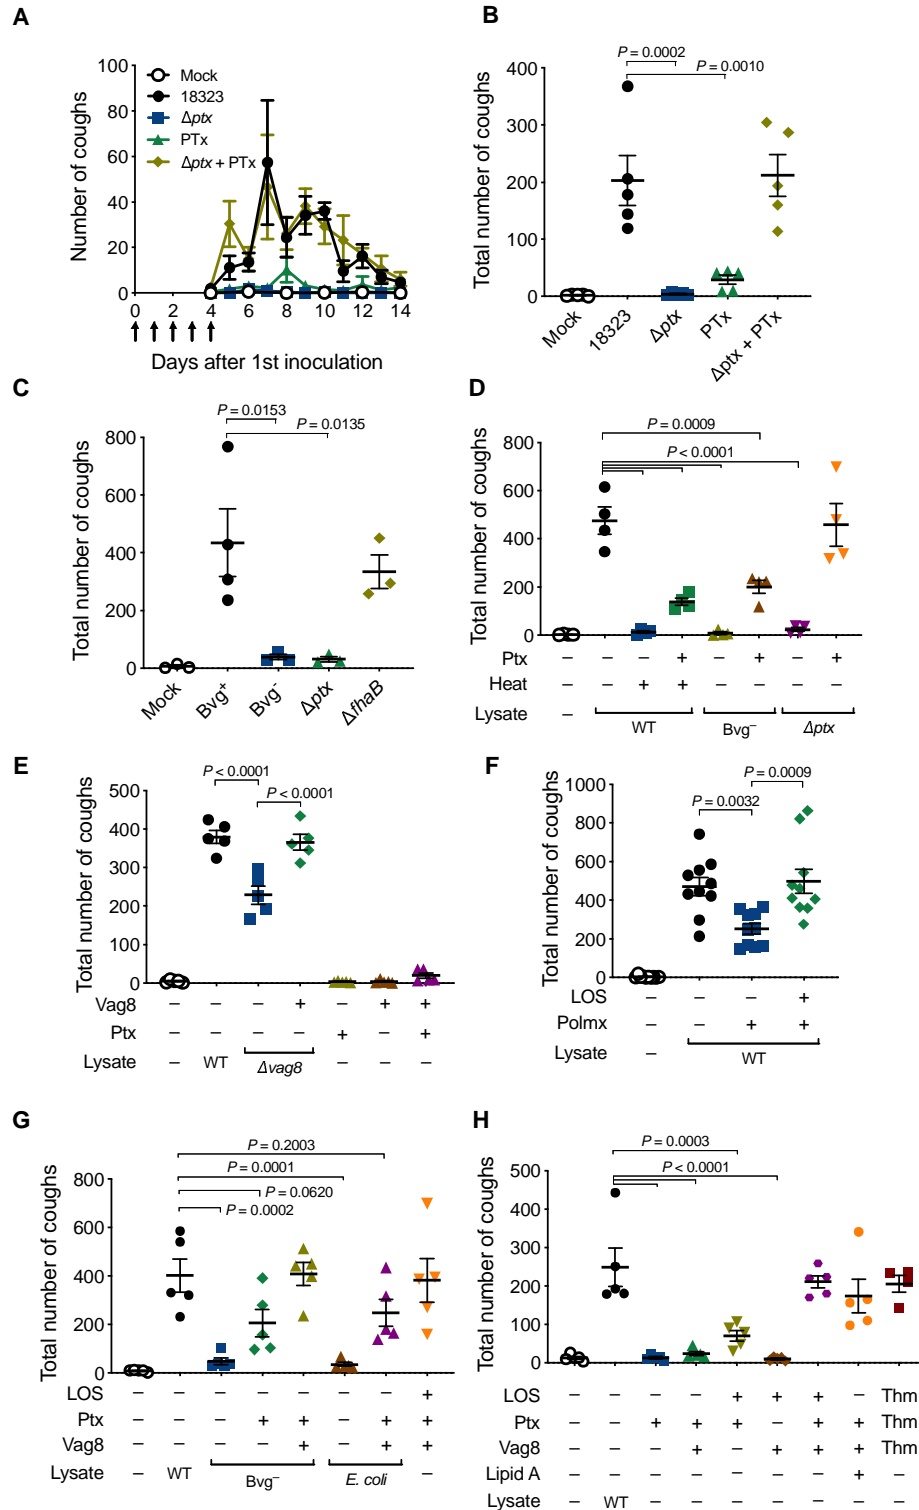 A
Number of coughs
100
80
60
40
20
0
Mock
18323
Δptx
PTx
Δptx + PTx
0 2 4 6 8 10 12 14
Days after 1st inoculation
B
Total number of coughs
400
300
200
100
0
P = 0.0002
P = 0.0010
Mock
18323
Δptx
PTx
Δptx + PTx
C
Total number of coughs
800
600
400
200
0
P = 0.0153
P = 0.0135
Mock
Bvg+
Bvg-
Δptx
ΔfhaB
D
Total number of coughs
800
600
400
200
0
P = 0.0009
P < 0.0001
Ptx – – – + – + – +
Heat – – + + – – – –
Lysate – WT Bvg– Δptx
E
Total number of coughs
500
400
300
200
100
0
P < 0.0001
P < 0.0001
Vag8 – – – + – + +
Ptx – – – – + – +
Lysate – WT Δvag8 – – –
F
Total number of coughs
1000
800
600
400
200
0
P = 0.0009
P = 0.0032
LOS – – – +
Polmx – – + +
Lysate – WT
G
Total number of coughs
800
600
400
200
0
P = 0.2003
P = 0.0001
P = 0.0620
P = 0.0002
LOS – – – – – – – +
Ptx – – – + + – + +
Vag8 – – – – + – + +
Lysate – WT Bvg– E. coli –
H
Total number of coughs
500
400
300
200
100
0
P = 0.0003
P < 0.0001
LOS – – – – + + + – Thm
Ptx – – + + + – + + Thm
Vag8 – – – + – + + + Thm
Lipid A – – – – – – – + –
Lysate – WT – – – – – – –